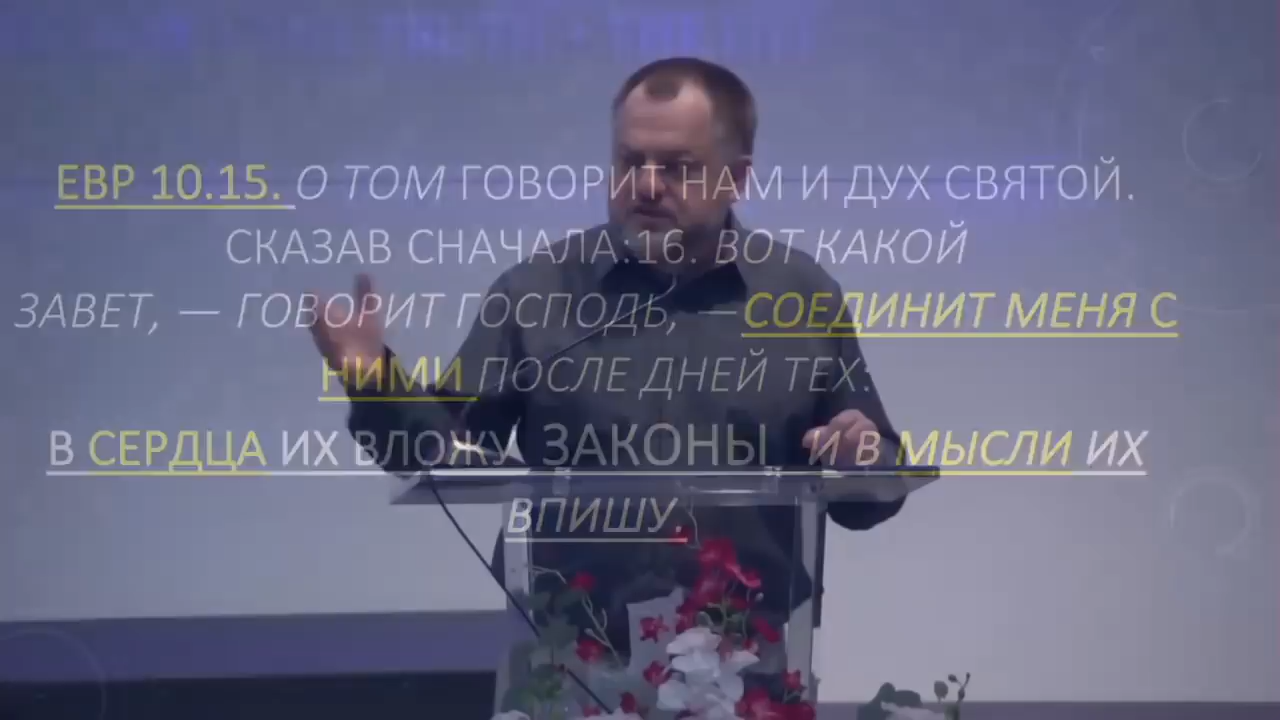 ЕВР 10.15. О ТОМ ГОВОРИТ НАМ И ДУХ СВЯТОЙ.
СКАЗАВ СНАЧАЛА:16. ВОТ КАКОЙ
ЗАВЕТ, — ГОВОРИТ ГОСПОДЬ, —СОЕДИНИТ МЕНЯ С
НИМИ ПОСЛЕ ДНЕЙ ТЕХ:
В СЕРДЦА ИХ ВЛОЖУ ЗАКОНЫ И В МЫСЛИ ИХ
ВПИШУ.